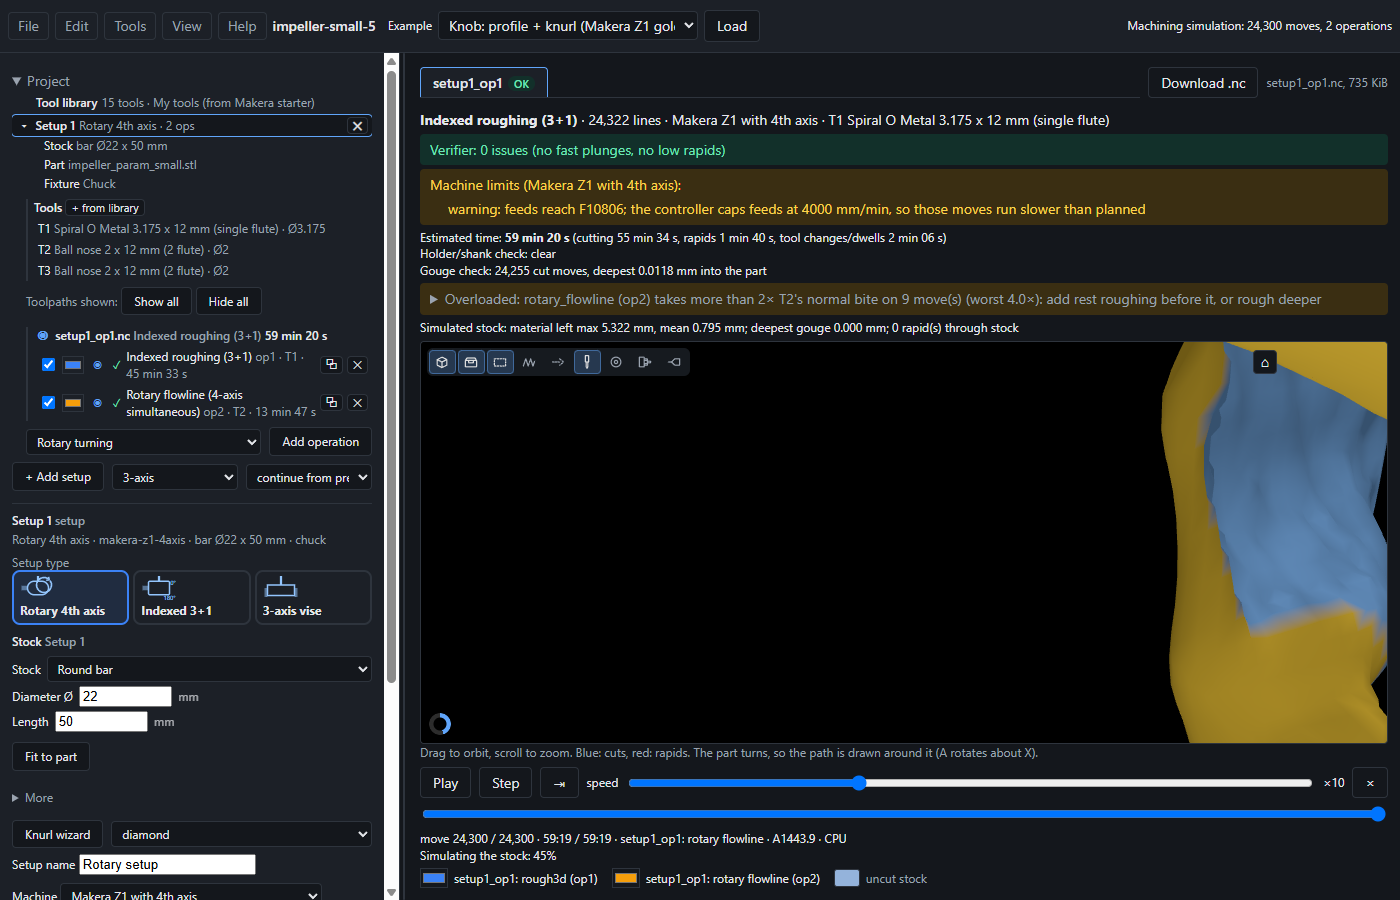 File Edit Tools View Help impeller-small-5 Example Knob: profile + knurl (Makera Z1 gol Load Machining simulation: 24,300 moves, 2 operations
Project
Tool library 15 tools · My tools (from Makera starter)
Setup 1 Rotary 4th axis · 2 ops
Stock bar Ø22 x 50 mm
Part impeller_param_small.stl
Fixture Chuck
Tools + from library
T1 Spiral O Metal 3.175 x 12 mm (single flute) · Ø3.175
T2 Ball nose 2 x 12 mm (2 flute) · Ø2
T3 Ball nose 2 x 12 mm (2 flute) · Ø2
Toolpaths shown: Show all Hide all
setup1_op1.nc Indexed roughing (3+1) 59 min 20 s
Indexed roughing (3+1) op1 · T1 ·
45 min 33 s
Rotary flowline (4-axis
simultaneous) op2 · T2 · 13 min 47 s
Rotary turning Add operation
+ Add setup 3-axis continue from pre
Setup 1 setup
Rotary 4th axis · makera-z1-4axis · bar Ø22 x 50 mm · chuck
Setup type
Rotary 4th axis Indexed 3+1 3-axis vise
Stock Setup 1
Stock Round bar
Diameter Ø 22 mm
Length 50 mm
Fit to part
More
Knurl wizard diamond
Setup name Rotary setup
Machine Makera Z1 with 4th axis
setup1_op1 OK Download .nc setup1_op1.nc, 735 KiB
Indexed roughing (3+1) · 24,322 lines · Makera Z1 with 4th axis · T1 Spiral O Metal 3.175 x 12 mm (single flute)
Verifier: 0 issues (no fast plunges, no low rapids)
Machine limits (Makera Z1 with 4th axis):
warning: feeds reach F10806; the controller caps feeds at 4000 mm/min, so those moves run slower than planned
Estimated time: 59 min 20 s (cutting 55 min 34 s, rapids 1 min 40 s, tool changes/dwells 2 min 06 s)
Holder/shank check: clear
Gouge check: 24,255 cut moves, deepest 0.0118 mm into the part
Overloaded: rotary_flowline (op2) takes more than 2× T2's normal bite on 9 move(s) (worst 4.0×): add rest roughing before it, or rough deeper
Simulated stock: material left max 5.322 mm, mean 0.795 mm; deepest gouge 0.000 mm; 0 rapid(s) through stock
Drag to orbit, scroll to zoom. Blue: cuts, red: rapids. The part turns, so the path is drawn around it (A rotates about X).
Play Step speed ×10 ×
move 24,300 / 24,300 · 59:19 / 59:19 · setup1_op1: rotary flowline · A1443.9 · CPU
Simulating the stock: 45%
setup1_op1: rough3d (op1) setup1_op1: rotary flowline (op2) uncut stock